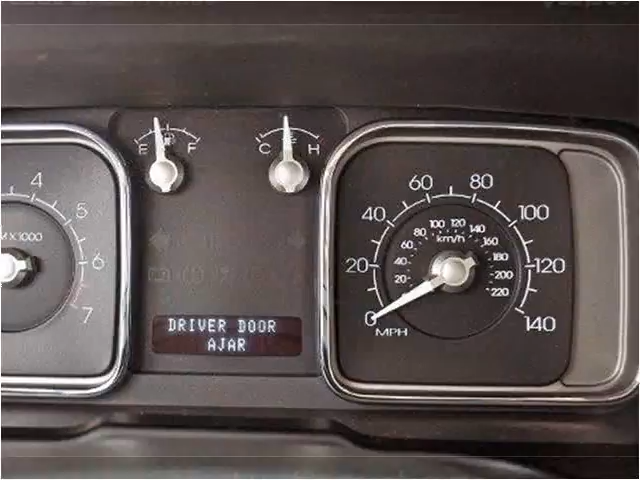 E F
C H
4
5
MX1000
6
7
DRIVER DOOR
AJAR
60 80
40 100
20 120
0 140
MPH
100 120
80 140
60 km/h 160
40 180
20 200
220